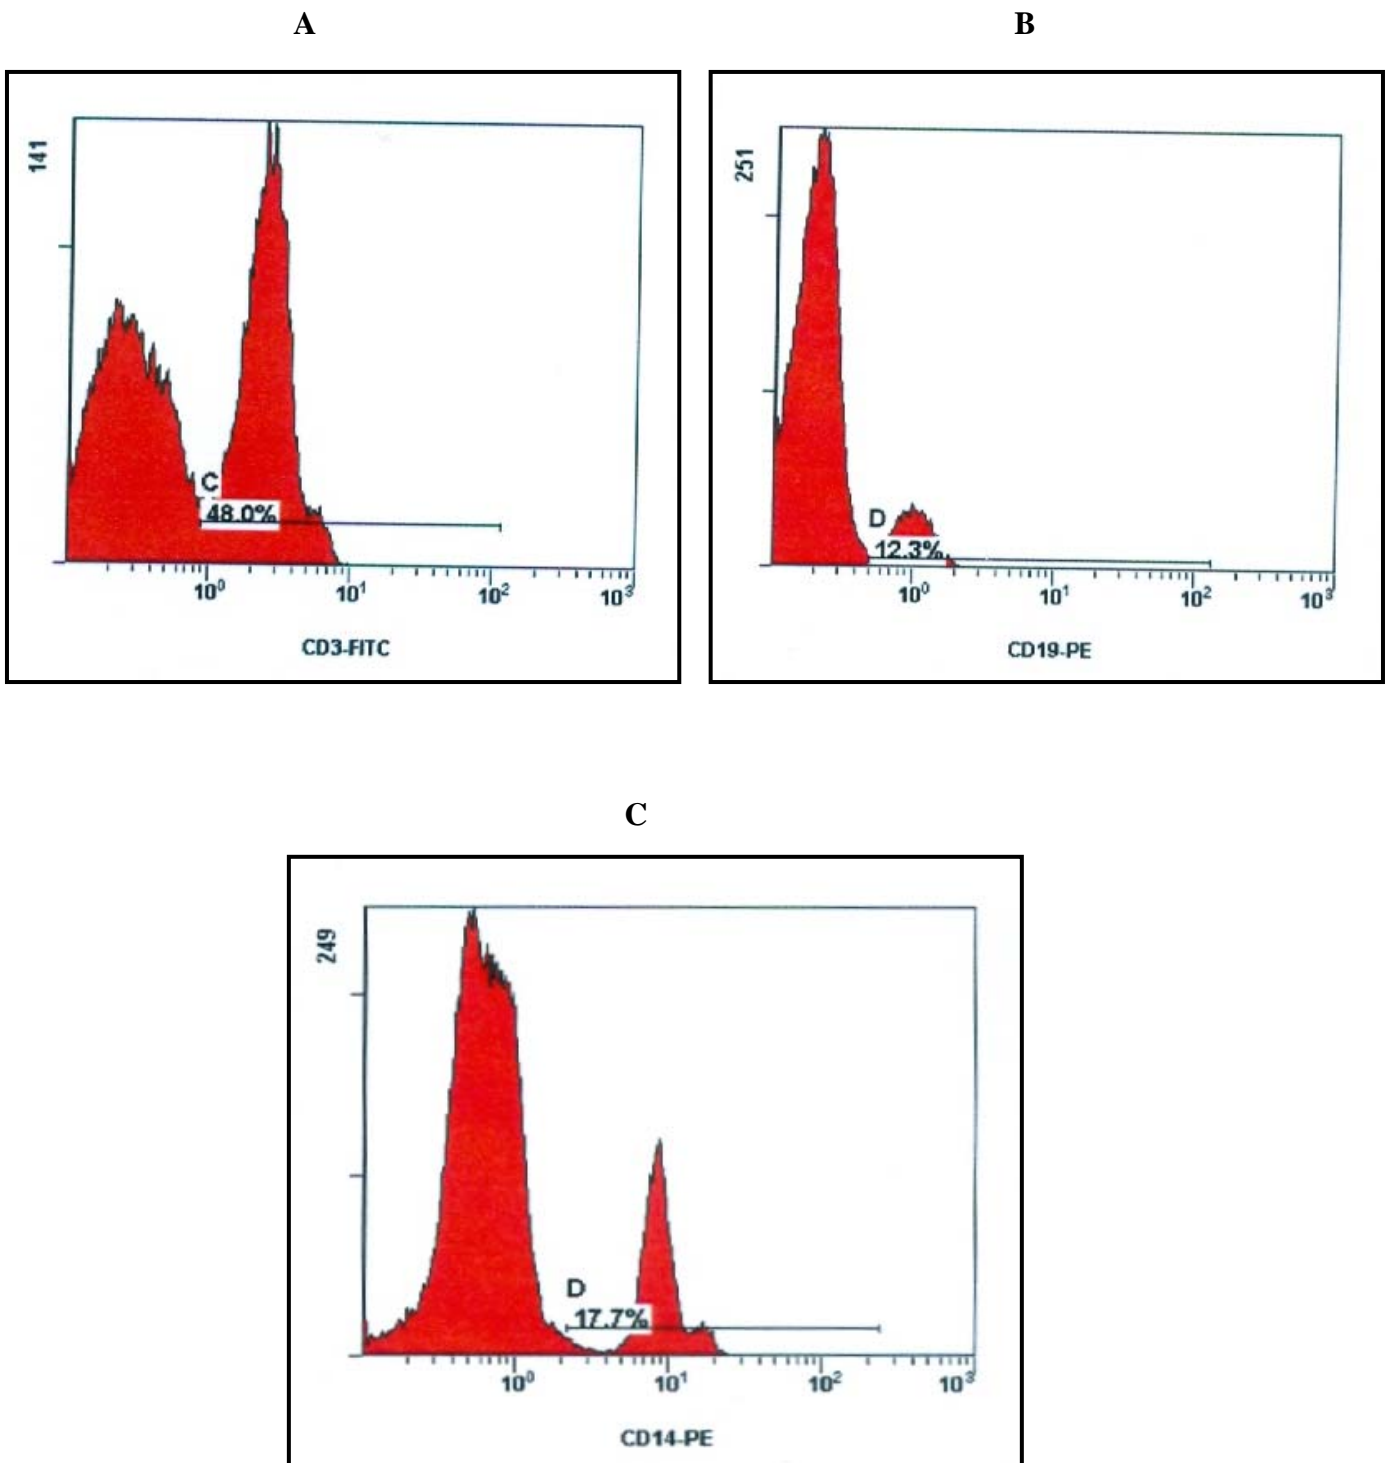 A
141
C
48.0%
10⁰ 10¹ 10² 10³
CD3-FITC
B
251
D
12.3%
10⁰ 10¹ 10² 10³
CD19-PE
C
249
D
17.7%
10⁰ 10¹ 10² 10³
CD14-PE